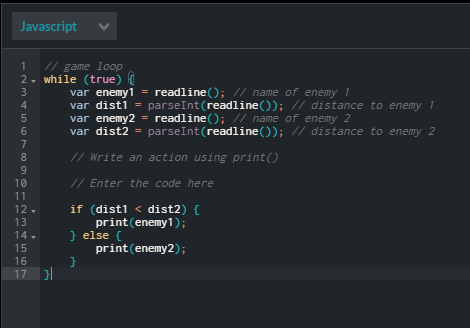 Javascript
1 // game loop
2 while (true) {
3     var enemy1 = readline(); // name of enemy 1
4     var dist1 = parseInt(readline()); // distance to enemy 1
5     var enemy2 = readline(); // name of enemy 2
6     var dist2 = parseInt(readline()); // distance to enemy 2
7
8     // Write an action using print()
9
10     // Enter the code here
11
12     if (dist1 < dist2) {
13         print(enemy1);
14     } else {
15         print(enemy2);
16     }
17 }